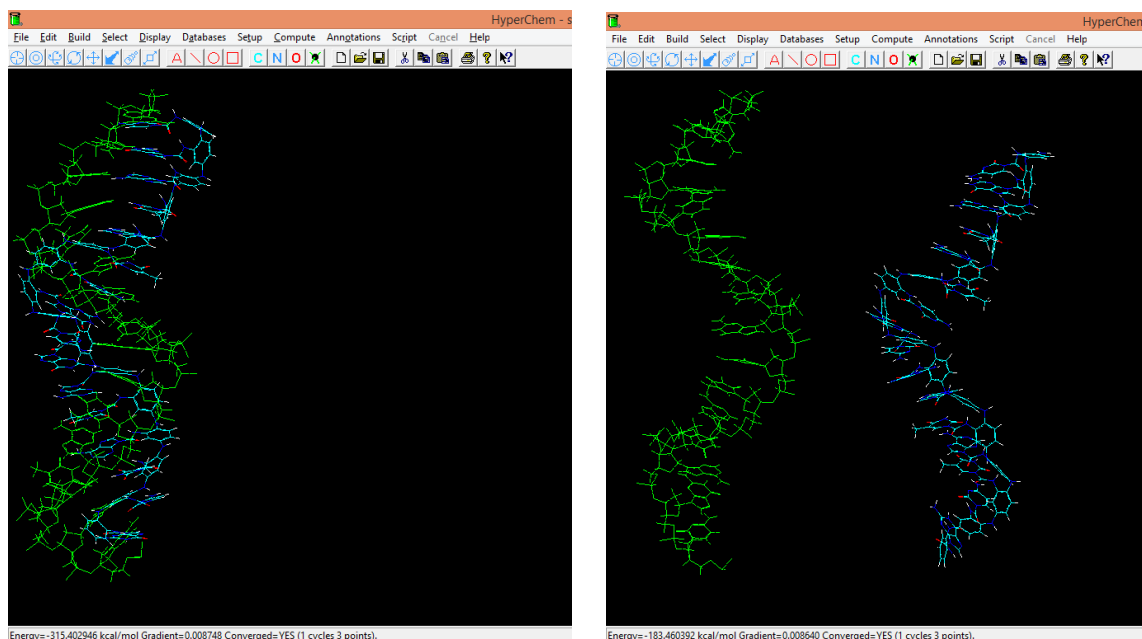 HyperChem - s
File Edit Build Select Display Databases Setup Compute Annotations Script Cancel Help
A C N O
Energy=-315.402946 kcal/mol Gradient=0.008748 Converged=YES (1 cycles 3 points).
HyperChem
File Edit Build Select Display Databases Setup Compute Annotations Script Cancel Help
A C N O
Energy=-183.460392 kcal/mol Gradient=0.008640 Converged=YES (1 cycles 3 points).